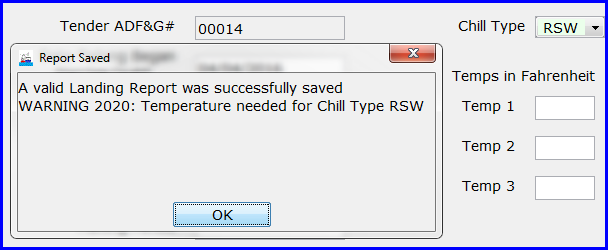 Tender ADF&G# 00014 Chill Type RSW
Report Saved
Temps in Fahrenheit
A valid Landing Report was successfully saved
WARNING 2020: Temperature needed for Chill Type RSW
Temp 1
Temp 2
Temp 3
OK